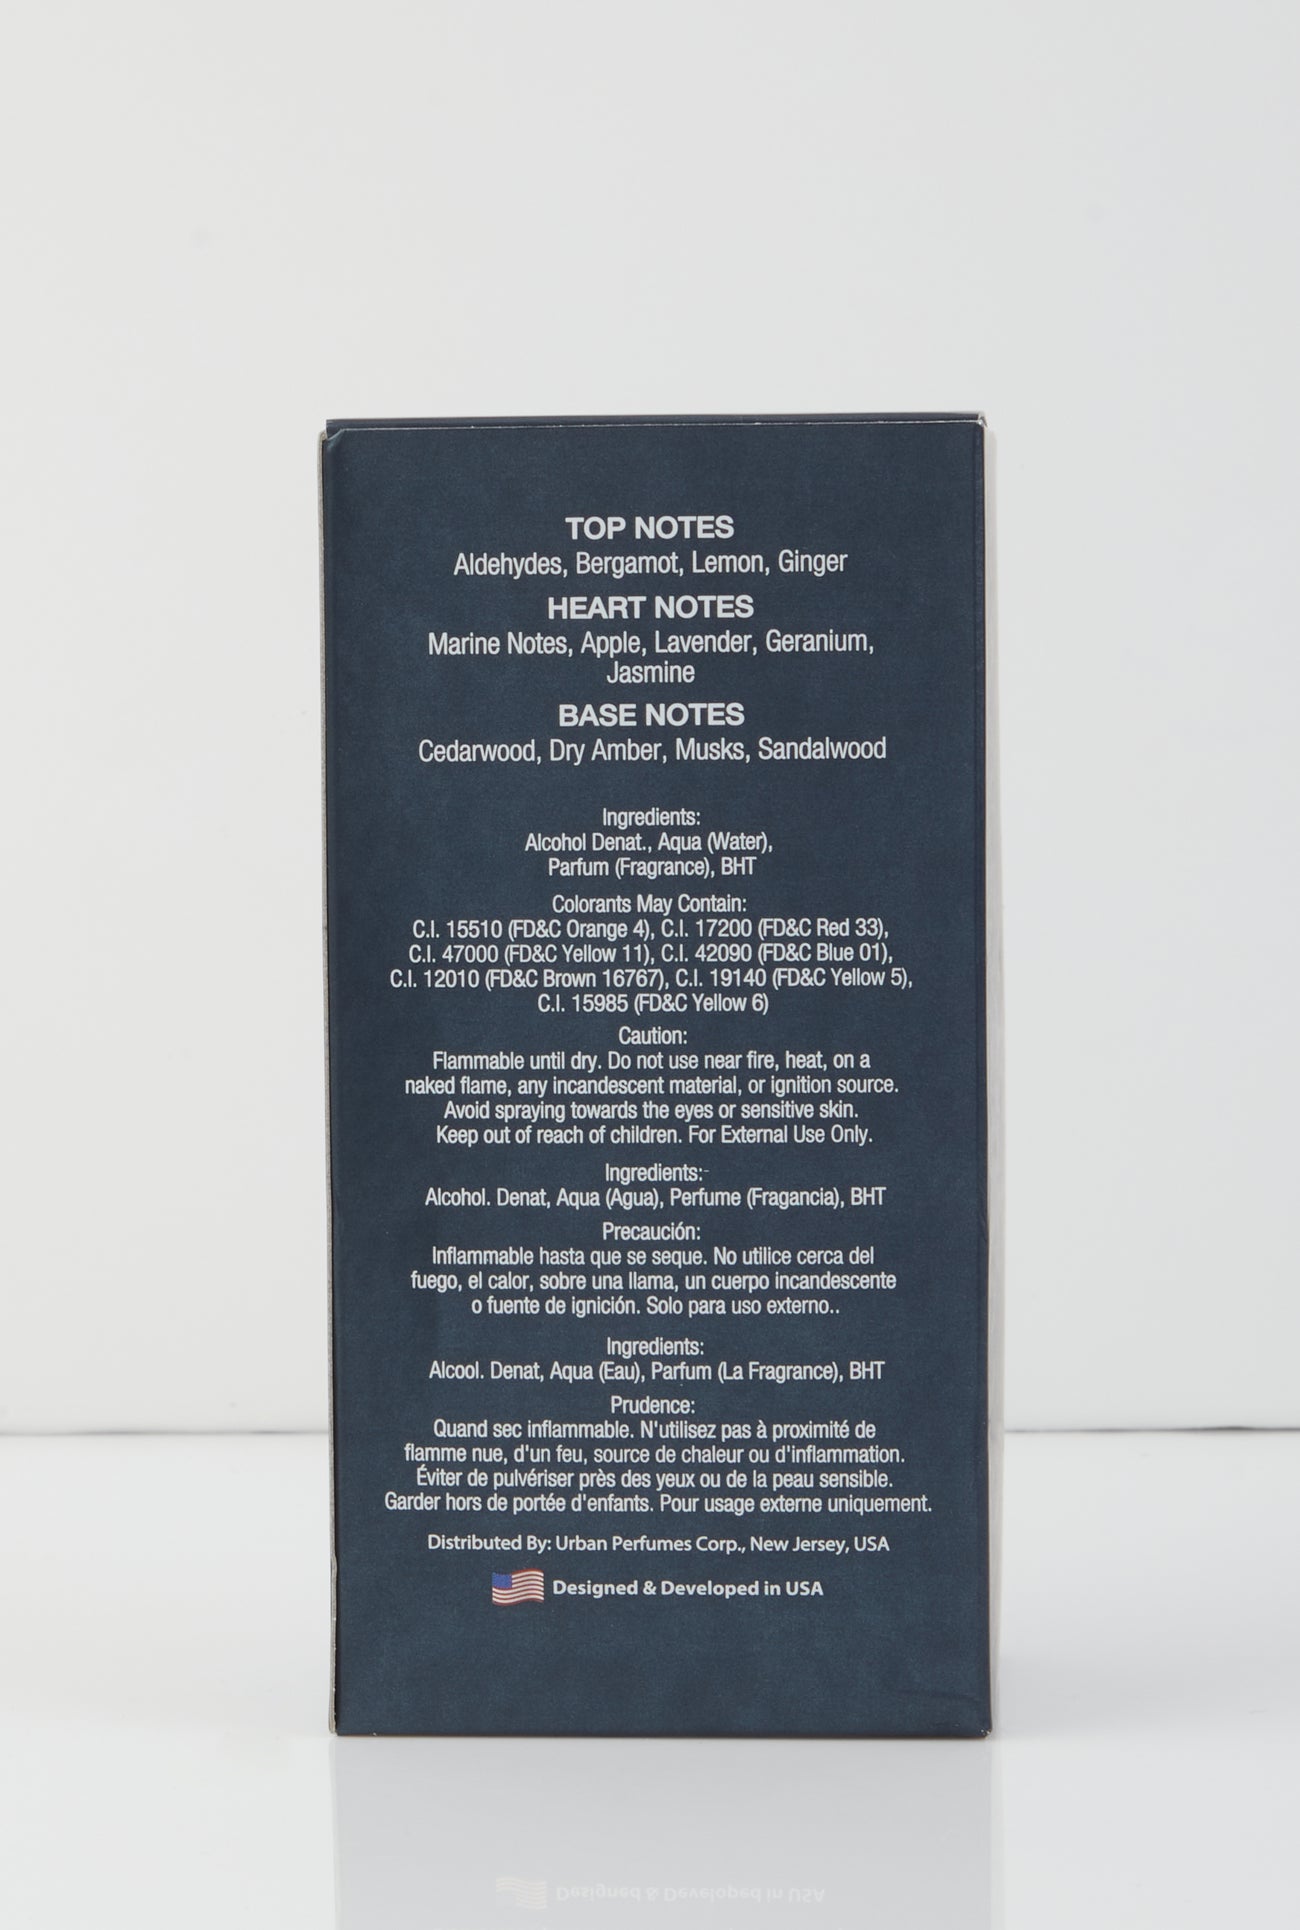 TOP NOTES
Aldehydes, Bergamot, Lemon, Ginger
HEART NOTES
Marine Notes, Apple, Lavender, Geranium,
Jasmine
BASE NOTES
Cedarwood, Dry Amber, Musks, Sandalwood
Ingredients:
Alcohol Denat., Aqua (Water),
Parfum (Fragrance), BHT
Colorants May Contain:
C.I. 15510 (FD&C Orange 4), C.I. 17200 (FD&C Red 33),
C.I. 47000 (FD&C Yellow 11), C.I. 42090 (FD&C Blue 01),
C.I. 12010 (FD&C Brown 16767), C.I. 19140 (FD&C Yellow 5),
C.I. 15985 (FD&C Yellow 6)
Caution:
Flammable until dry. Do not use near fire, heat, on a
naked flame, any incandescent material, or ignition source.
Avoid spraying towards the eyes or sensitive skin.
Keep out of reach of children. For External Use Only.
Ingredients:-
Alcohol. Denat, Aqua (Agua), Perfume (Fragancia), BHT
Precaución:
Inflammable hasta que se seque. No utilice cerca del
fuego, el calor, sobre una llama, un cuerpo incandescente
o fuente de ignición. Solo para uso externo..
Ingredients:
Alcool. Denat, Aqua (Eau), Parfum (La Fragrance), BHT
Prudence:
Quand sec inflammable. N'utilisez pas à proximité de
flamme nue, d'un feu, source de chaleur ou d'inflammation.
Éviter de pulvériser près des yeux ou de la peau sensible.
Garder hors de portée d'enfants. Pour usage externe uniquement.
Distributed By: Urban Perfumes Corp., New Jersey, USA
Designed & Developed in USA